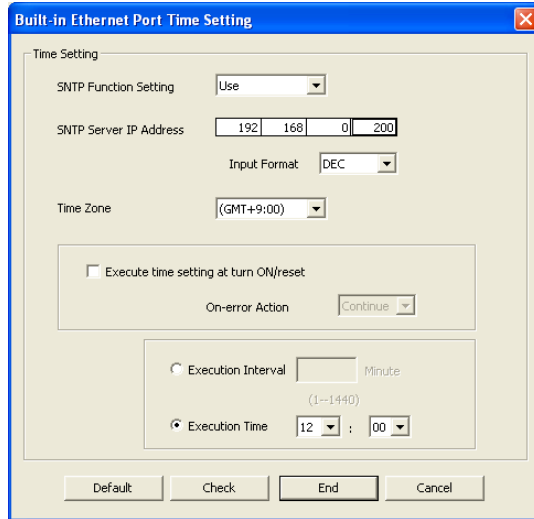 Built-in Ethernet Port Time Setting
Time Setting
SNTP Function Setting Use
SNTP Server IP Address 192 168 0 200
Input Format DEC
Time Zone (GMT+9:00)
Execute time setting at turn ON/reset
On-error Action Continue
Execution Interval Minute
(1--1440)
Execution Time 12 : 00
Default Check End Cancel